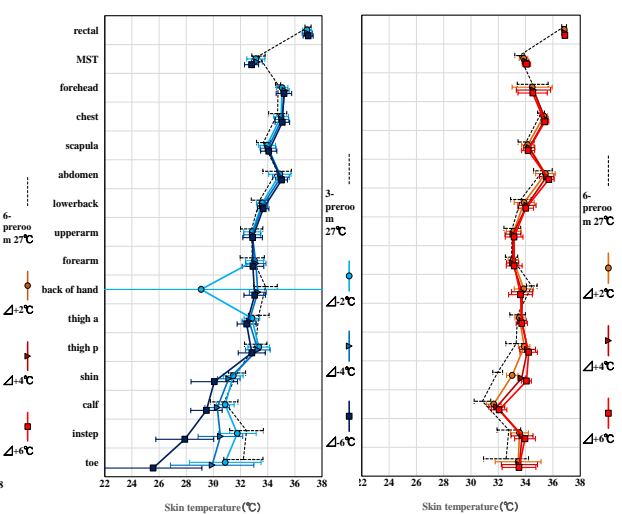 rectal
MST
forehead
chest
scapula
abdomen
lowerback
upperarm
forearm
back of hand
thigh a
thigh p
shin
calf
instep
toe
22 24 26 28 30 32 34 36 38
Skin temperature(℃)
6-
preroo
m 27℃
⊿+2℃
⊿+4℃
⊿+6℃
8
3-
preroo
m
27℃
⊿-2℃
⊿-4℃
⊿-6℃
22 24 26 28 30 32 34 36 38
Skin temperature(℃)
6-
preroo
m 27℃
⊿+2℃
⊿+4℃
⊿+6℃